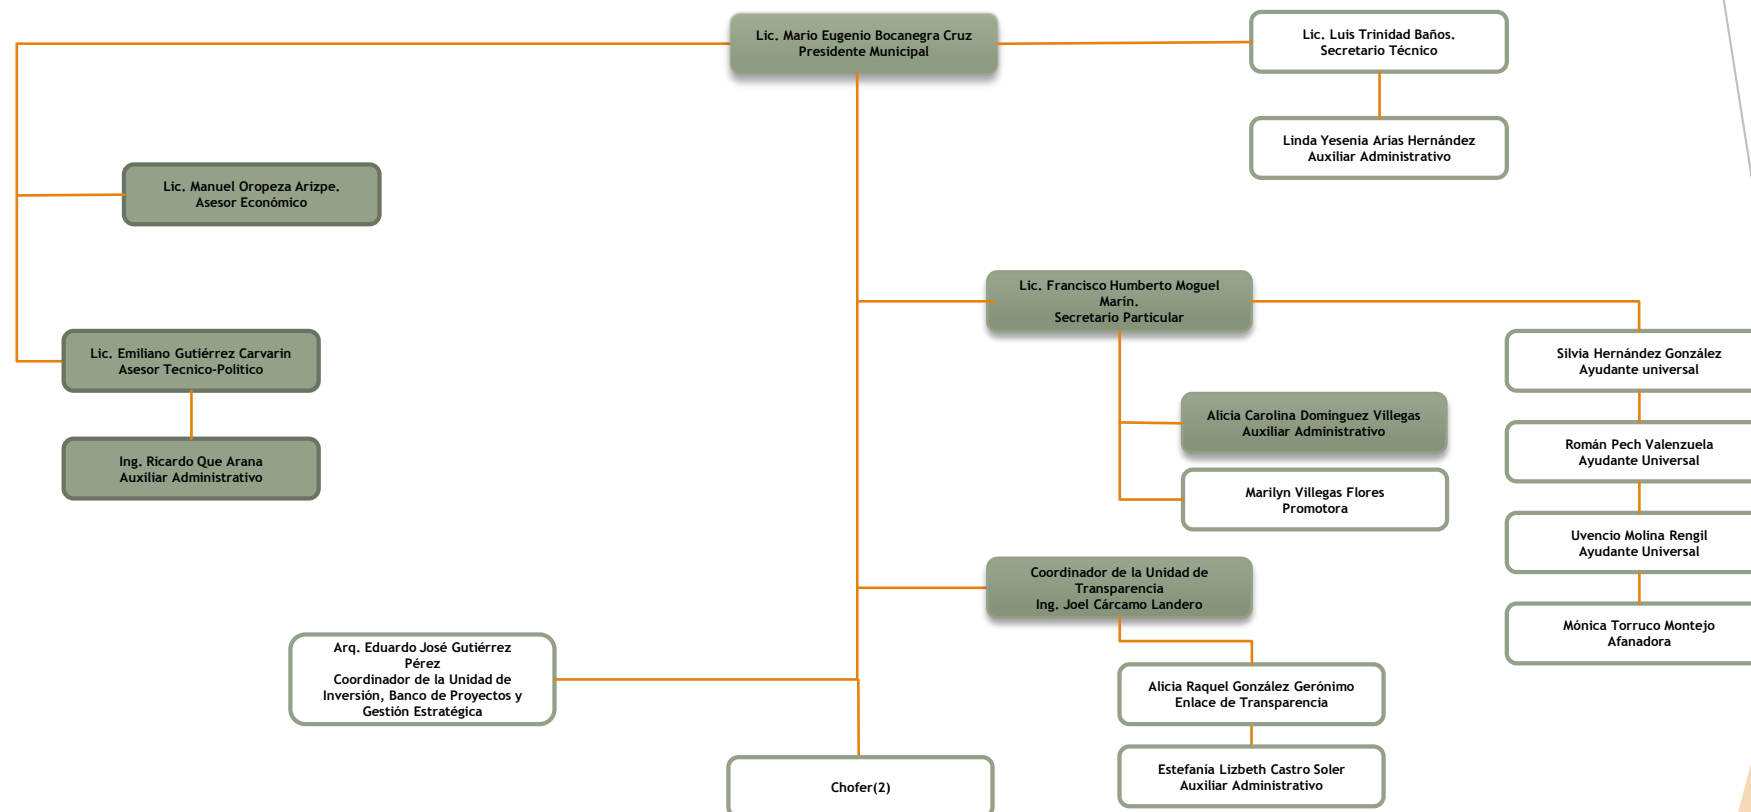 Lic. Mario Eugenio Bocanegra Cruz
Presidente Municipal
Lic. Luis Trinidad Baños.
Secretario Técnico
Linda Yesenia Arias Hernández
Auxiliar Administrativo
Lic. Manuel Oropeza Arizpe.
Asesor Económico
Lic. Francisco Humberto Moguel
Marín.
Secretario Particular
Lic. Emiliano Gutiérrez Carvarin
Asesor Tecnico-Politico
Ing. Ricardo Que Arana
Auxiliar Administrativo
Silvia Hernández González
Ayudante universal
Alicia Carolina Domínguez Villegas
Auxiliar Administrativo
Román Pech Valenzuela
Ayudante Universal
Marilyn Villegas Flores
Promotora
Uvencio Molina Rengil
Ayudante Universal
Coordinador de la Unidad de
Transparencia
Ing. Joel Cárcamo Landero
Mónica Torruco Montejo
Afanadora
Arq. Eduardo José Gutiérrez
Pérez
Coordinador de la Unidad de
Inversión, Banco de Proyectos y
Gestión Estratégica
Alicia Raquel González Gerónimo
Enlace de Transparencia
Estefanía Lizbeth Castro Soler
Auxiliar Administrativo
Chofer(2)